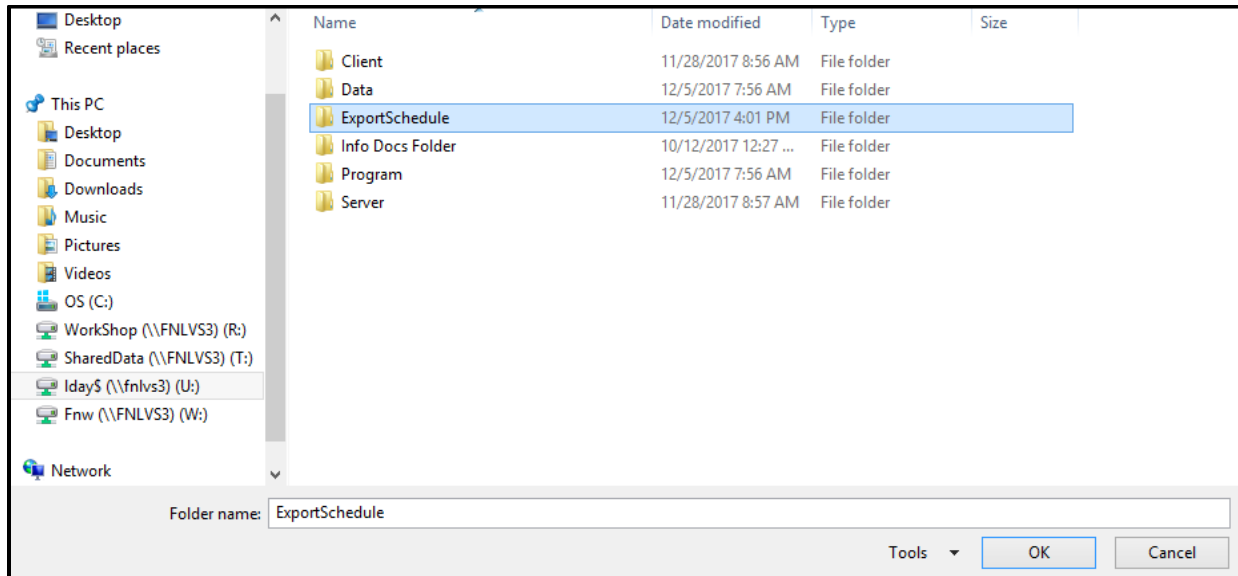 Desktop
Recent places
This PC
Desktop
Documents
Downloads
Music
Pictures
Videos
OS (C:)
WorkShop (\\FNLVS3) (R:)
SharedData (\\FNLVS3) (T:)
lday$ (\\fnlvs3) (U:)
Fnw (\\FNLVS3) (W:)
Network
Name Date modified Type Size
Client 11/28/2017 8:56 AM File folder
Data 12/5/2017 7:56 AM File folder
ExportSchedule 12/5/2017 4:01 PM File folder
Info Docs Folder 10/12/2017 12:27 ... File folder
Program 12/5/2017 7:56 AM File folder
Server 11/28/2017 8:57 AM File folder
Folder name: ExportSchedule
Tools OK Cancel